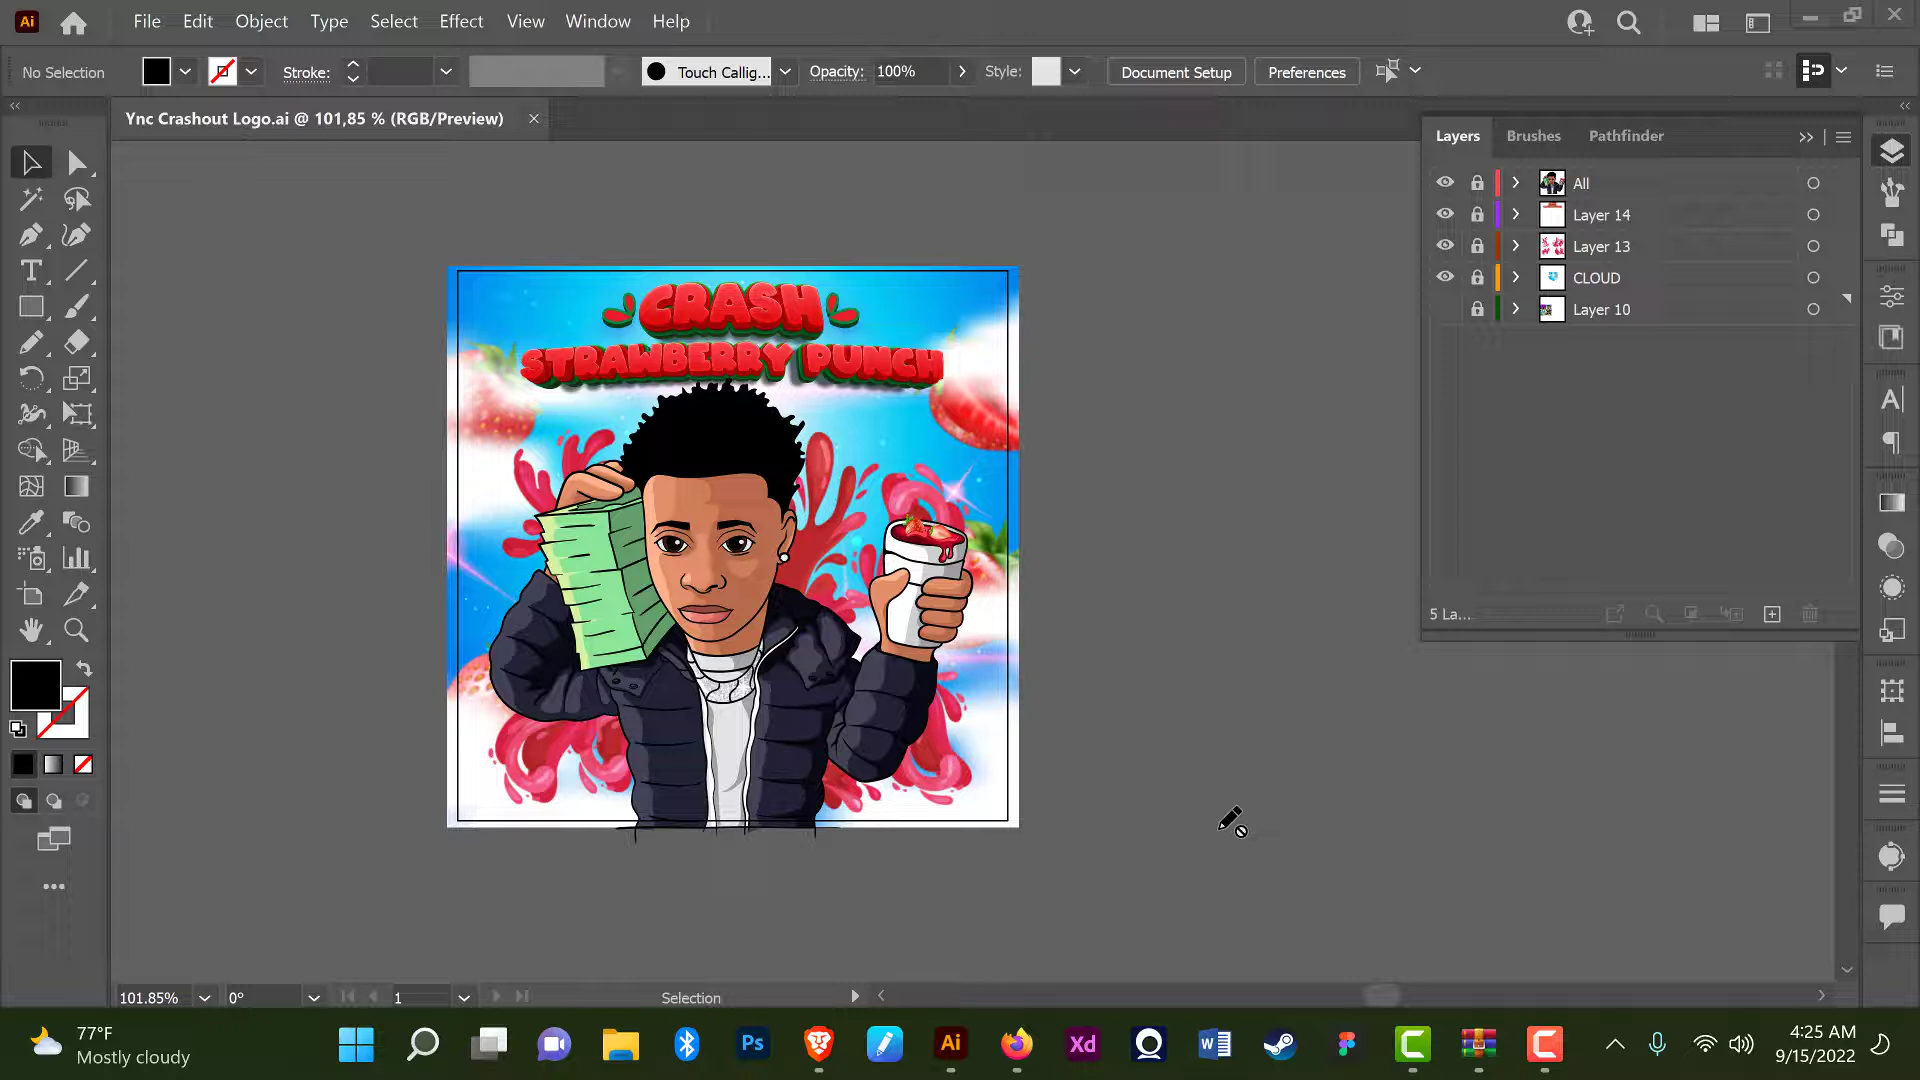 Ai
File Edit Object Type Select Effect View Window Help
No Selection
Stroke:
Touch Callig...
Opacity: 100%
Style:
Document Setup
Preferences
Ync Crashout Logo.ai @ 101,85 % (RGB/Preview)
Layers Brushes Pathfinder
All
Layer 14
Layer 13
CLOUD
Layer 10
5 La...
CRASH
STRAWBERRY PUNCH
101.85%
0°
1
Selection
77°F
Mostly cloudy
Ps
Ai
Xd
4:25 AM
9/15/2022